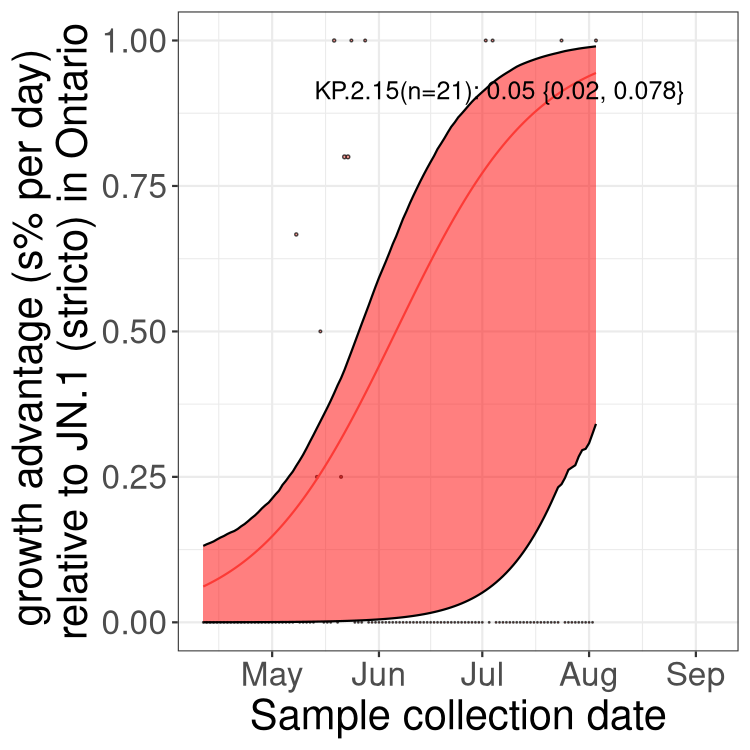 growth advantage (s% per day)
relative to JN.1 (stricto) in Ontario
1.00
0.75
0.50
0.25
0.00
KP.2.15(n=21): 0.05 {0.02, 0.078}
May Jun Jul Aug Sep
Sample collection date